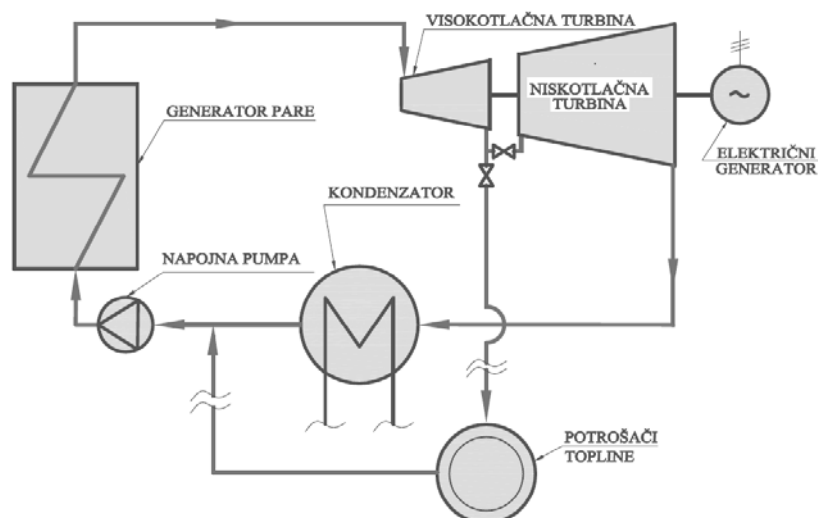 VISOKOTLAČNA TURBINA
NISKOTLAČNA
TURBINA
GENERATOR PARE
ELEKTRIČNI
GENERATOR
KONDENZATOR
NAPOJNA PUMPA
POTROŠAČI
TOPLINE